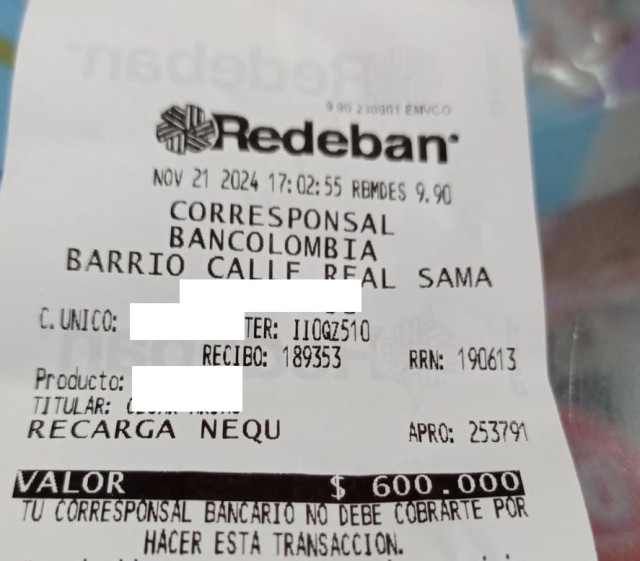 9.90 230901 EMVCO
Redeban
NOV 21 2024 17:02:55 RBMDES 9.90
CORRESPONSAL
BANCOLOMBIA
BARRIO CALLE REAL SAMA
C. UNICO: TER: II0QZ510
RECIBO: 189353 RRN: 190613
Producto:
TITULAR:
RECARGA NEQU APRO: 253791
VALOR $ 600.000
TU CORRESPONSAL BANCARIO NO DEBE COBRARTE POR
HACER ESTA TRANSACCION.